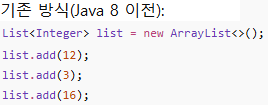 기존 방식(Java 8 이전):
List<Integer> list = new ArrayList<>();
list.add(12);
list.add(3);
list.add(16);